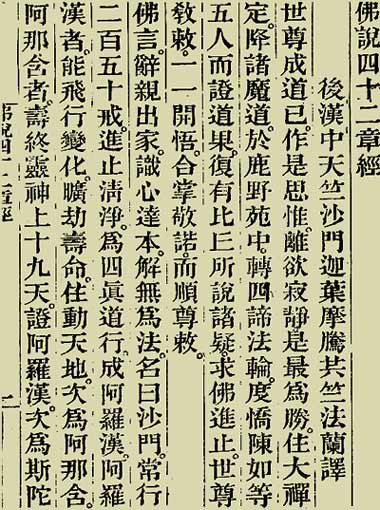 佛說四十二章經
後漢中天竺沙門迦葉摩騰共竺法蘭譯
世尊成道已。作是思惟。離欲寂靜。是最為勝。住大禪
定。降諸魔道。於鹿野苑中。轉四諦法輪。度憍陳如等
五人而證道果。復有比丘所說諸疑。求佛進止。世尊
敎敕。一一開悟。合掌敬諾。而順尊敕。
佛言。辭親出家。識心達本。解無為法。名曰沙門。常行
二百五十戒。進止清淨。為四眞道行。成阿羅漢。阿羅
漢者。能飛行變化。曠劫壽命。住動天地。次為阿那含。
阿那含者。壽終靈神上十九天。證阿羅漢。次為斯陀
佛說四十二章經